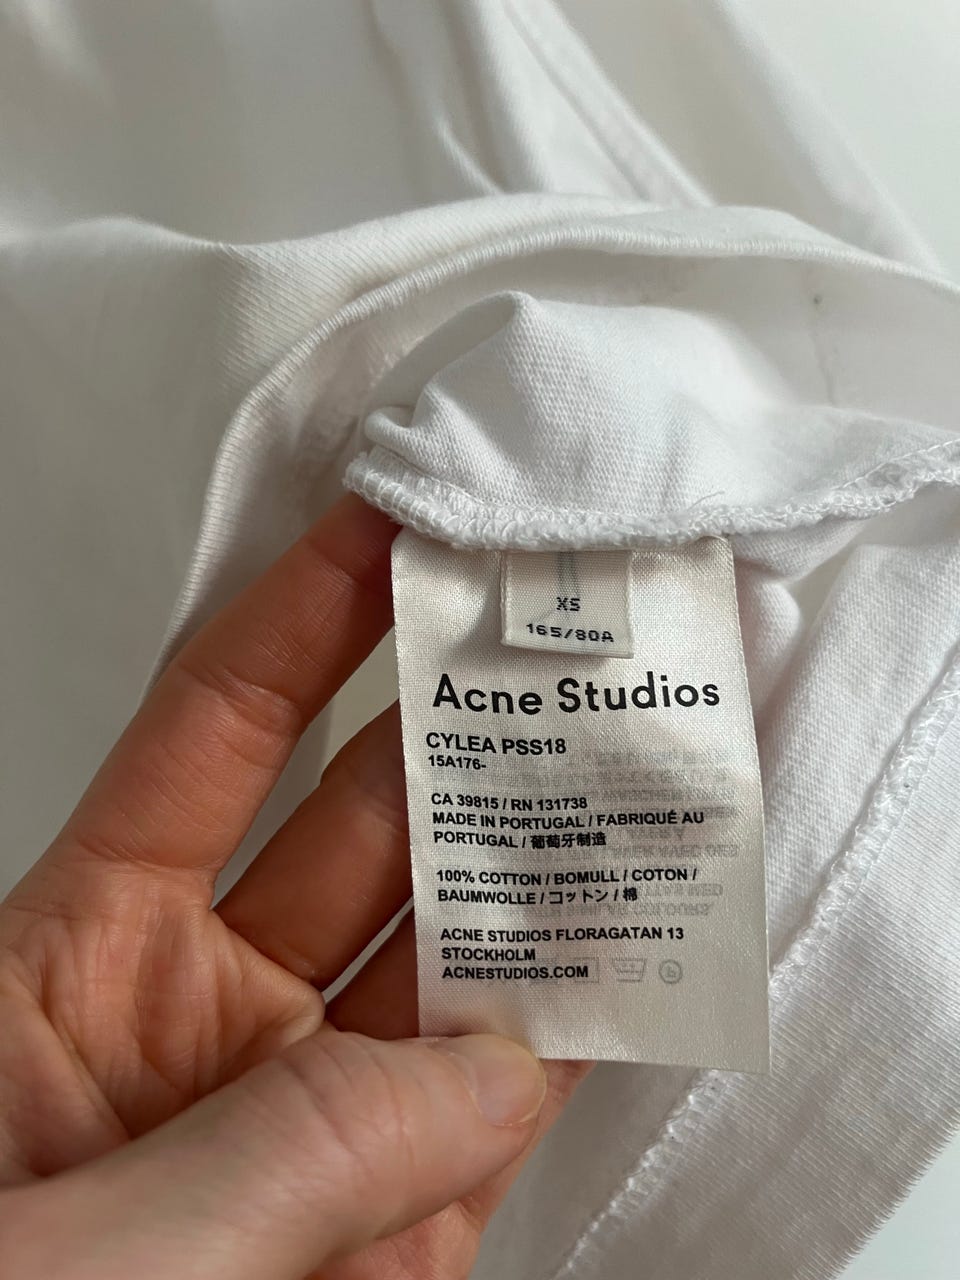 XS
165/80A
Acne Studios
CYLEA PSS18
15A176-
CA 39815 / RN 131738
MADE IN PORTUGAL / FABRIQUÉ AU
PORTUGAL / 葡萄牙制造
100% COTTON / BOMULL / COTON /
BAUMWOLLE / コットン / 棉
ACNE STUDIOS FLORAGATAN 13
STOCKHOLM
ACNESTUDIOS.COM